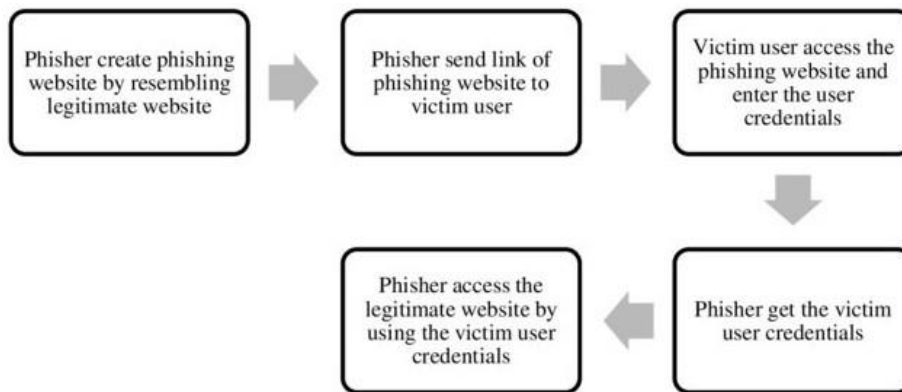 Phisher create phishing
website by resembling
legitimate website
Phisher send link of
phishing website to
victim user
Victim user access the
phishing website and
enter the user
credentials
Phisher get the victim
user credentials
Phisher access the
legitimate website by
using the victim user
credentials